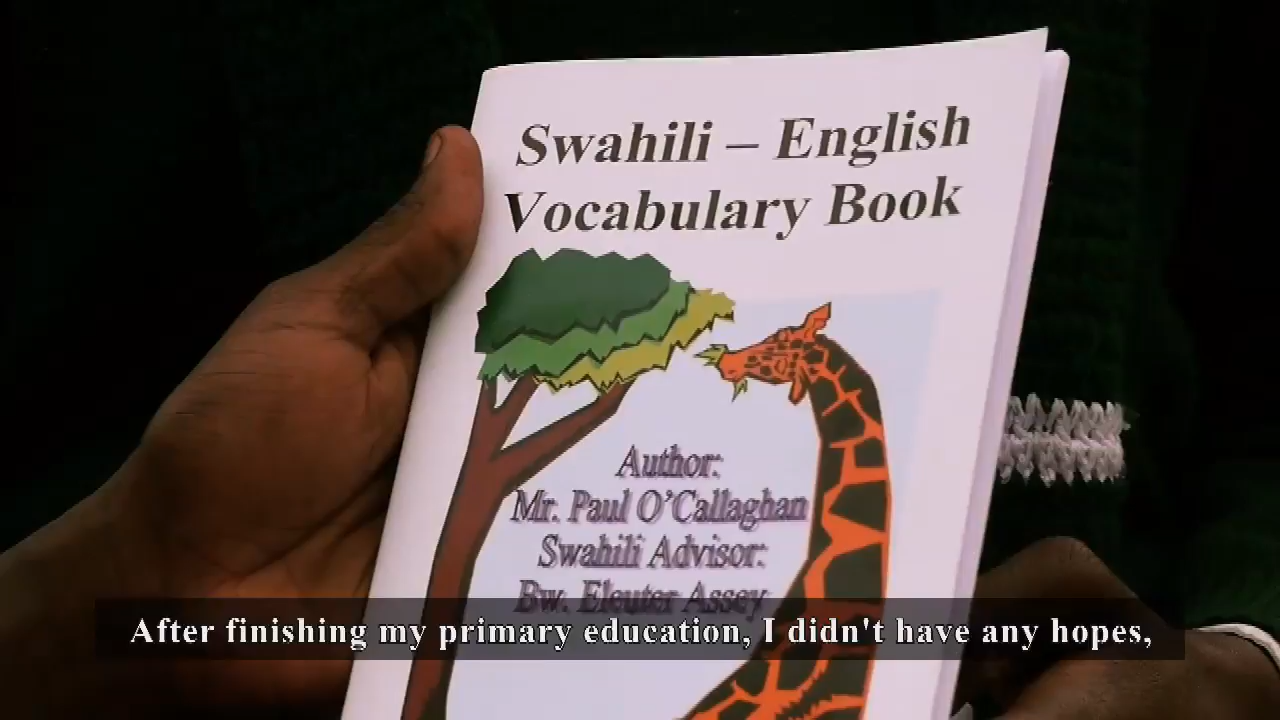 Swahili – English
Vocabulary Book
Author:
Mr. Paul O'Callaghan
Swahili Advisor:
Bw. Eleuter Assey
After finishing my primary education, I didn't have any hopes,